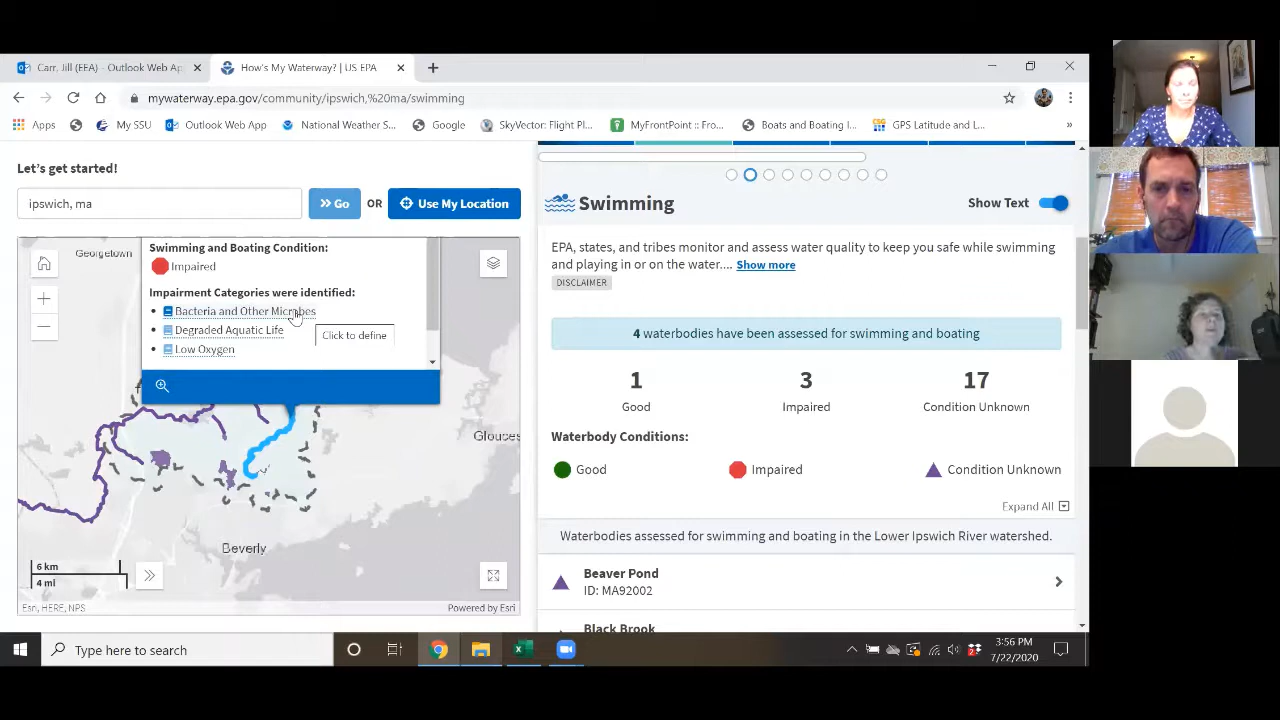 Carr, Jill (EEA) – Outlook Web Ap
How's My Waterway? | US EPA
mywaterway.epa.gov/community/ipswich,%20ma/swimming
Apps
My SSU
Outlook Web App
National Weather S...
Google
SkyVector: Flight Pl...
MyFrontPoint :: Fro...
Boats and Boating I...
GPS Latitude and L...
»
Let's get started!
ipswich, ma
Go
OR
Use My Location
Georgetown
Swimming and Boating Condition:
Impaired
Impairment Categories were identified:
Bacteria and Other Microbes
Degraded Aquatic Life
Click to define
Low Oxygen
Glouces
Beverly
6 km
4 mi
Esri, HERE, NPS
Powered by Esri
Swimming
Show Text
EPA, states, and tribes monitor and assess water quality to keep you safe while swimming
and playing in or on the water.... Show more
DISCLAIMER
4 waterbodies have been assessed for swimming and boating
1 3 17
Good Impaired Condition Unknown
Waterbody Conditions:
Good Impaired Condition Unknown
Expand All
Waterbodies assessed for swimming and boating in the Lower Ipswich River watershed.
Beaver Pond
ID: MA92002
Black Brook
Type here to search
3:56 PM
7/22/2020